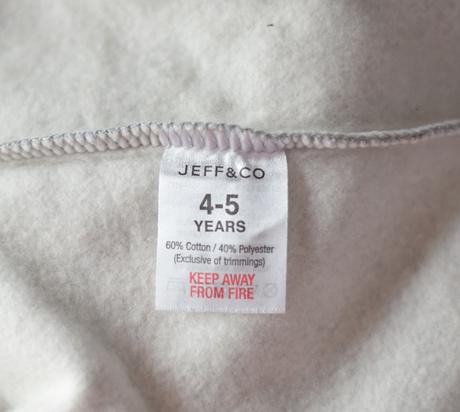 JEFF&CO
4-5
YEARS
60% Cotton / 40% Polyester
(Exclusive of trimmings)
KEEP AWAY
FROM FIRE